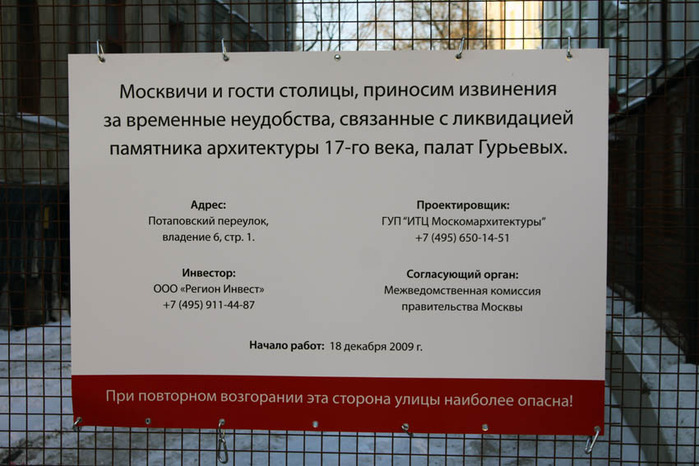 Москвичи и гости столицы, приносим извинения
за временные неудобства, связанные с ликвидацией
памятника архитектуры 17-го века, палат Гурьевых.
Адрес:
Потаповский переулок,
владение 6, стр. 1.
Проектировщик:
ГУП "ИТЦ Москомархитектуры"
+7 (495) 650-14-51
Инвестор:
ООО «Регион Инвест»
+7 (495) 911-44-87
Согласующий орган:
Межведомственная комиссия
правительства Москвы
Начало работ: 18 декабря 2009 г.
При повторном возгорании эта сторона улицы наиболее опасна!